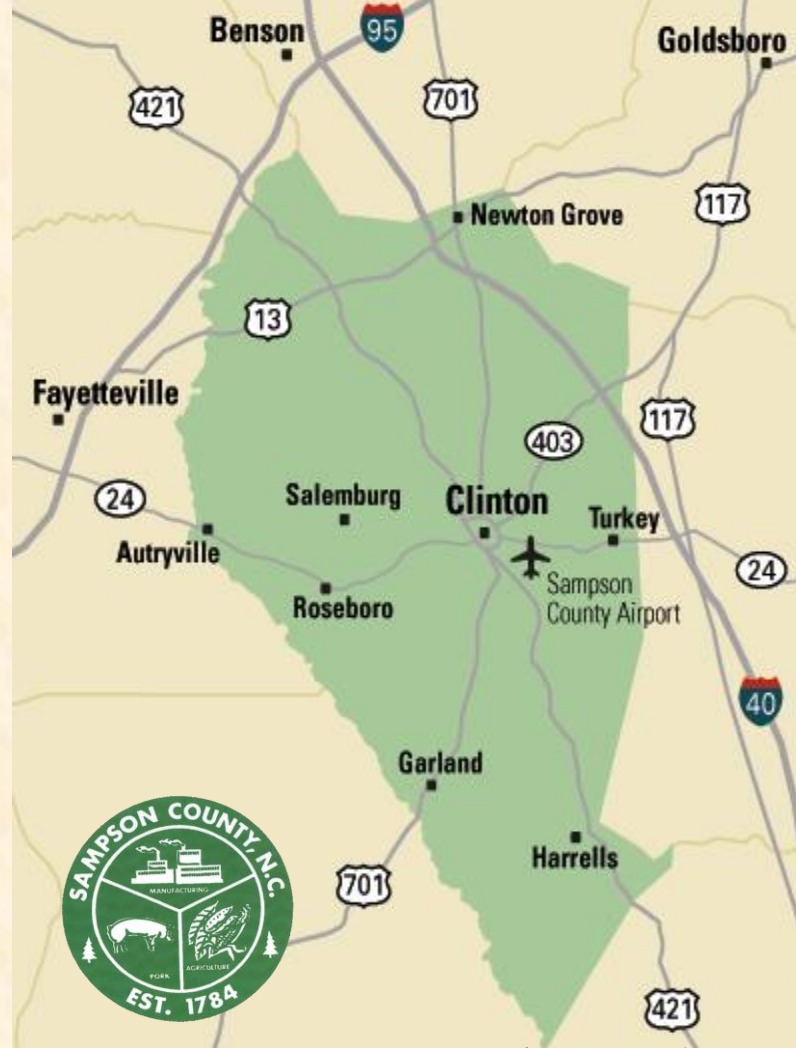 Benson
95
Goldsboro
421
701
117
Newton Grove
13
Fayetteville
117
403
24
Salemburg
Clinton
Turkey
Autryville
24
Sampson
County Airport
Roseboro
40
Garland
Harrells
701
421
SAMPSON COUNTY, N.C.
MANUFACTURING
PORK
AGRICULTURE
EST. 1784